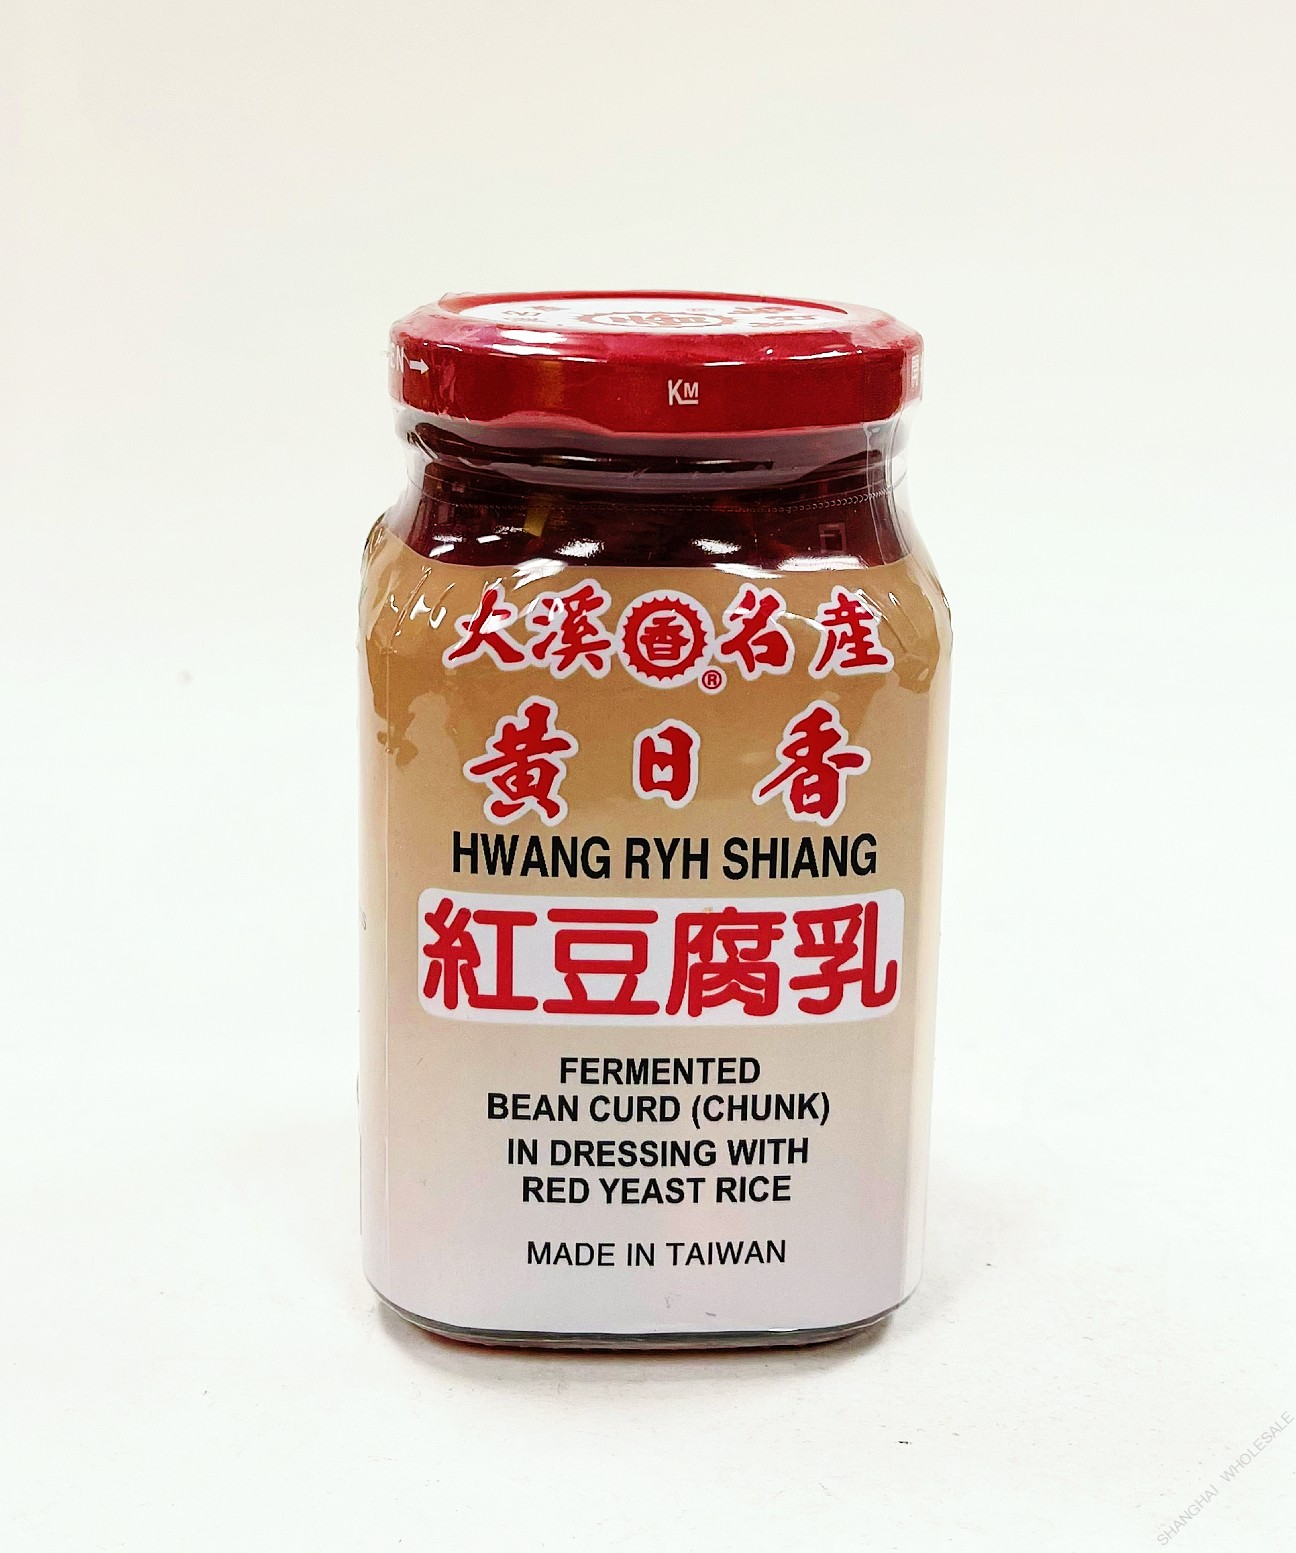 KM
大溪香名產
®
黃日香
HWANG RYH SHIANG
紅豆腐乳
FERMENTED
BEAN CURD (CHUNK)
IN DRESSING WITH
RED YEAST RICE
MADE IN TAIWAN
SHANGHAI WHOLESALE